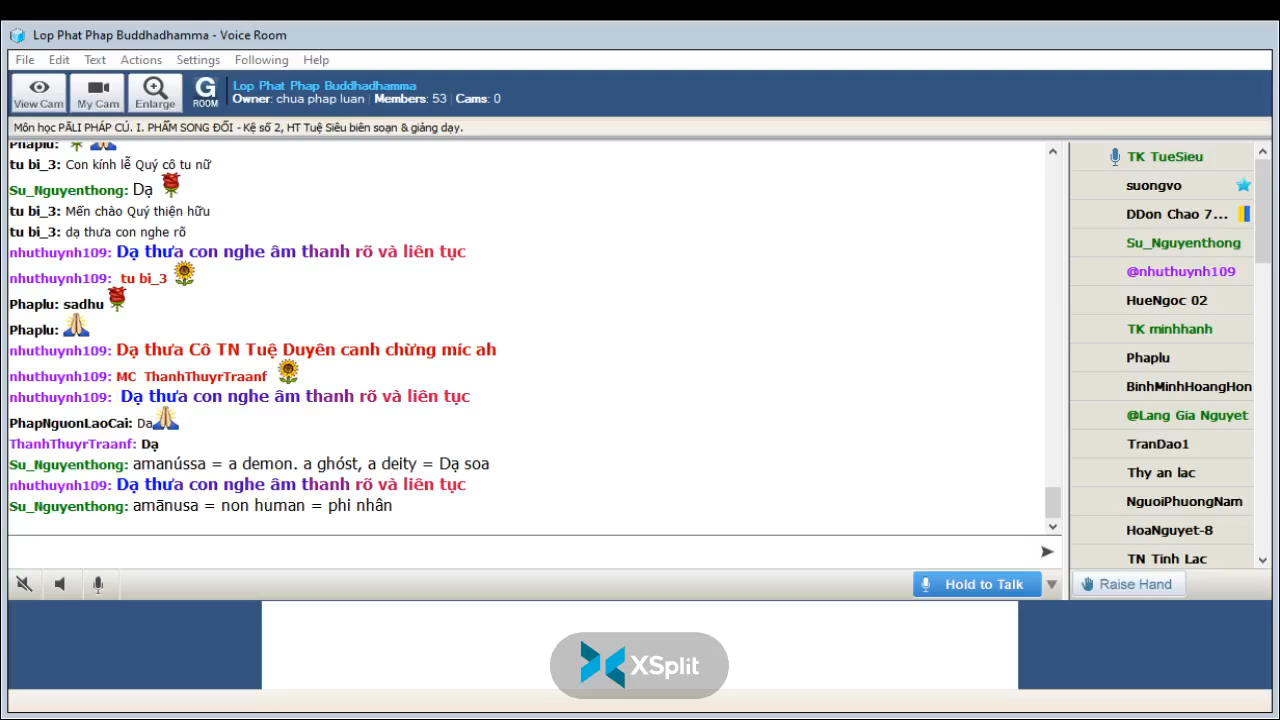 Lop Phat Phap Buddhadhamma - Voice Room
File Edit Text Actions Settings Following Help
View Cam My Cam Enlarge G ROOM
Lop Phat Phap Buddhadhamma
Owner: chua phap luan | Members: 53 | Cams: 0
Môn học PĀLI PHÁP CÚ. I. PHẨM SONG ĐỐI - Kệ số 2, HT Tuệ Siêu biên soạn & giảng dạy.
Phaplu:
tu bi_3: Con kính lễ Quý cô tu nữ
Su_Nguyenthong: Dạ
tu bi_3: Mến chào Quý thiện hữu
tu bi_3: dạ thưa con nghe rõ
nhuthuynh109: Dạ thưa con nghe âm thanh rõ và liên tục
nhuthuynh109: tu bi_3
Phaplu: sadhu
Phaplu:
nhuthuynh109: Dạ thưa Cô TN Tuệ Duyên canh chừng míc ah
nhuthuynh109: MC ThanhThuyrTraanf
nhuthuynh109: Dạ thưa con nghe âm thanh rõ và liên tục
PhapNguonLaoCai: Da
ThanhThuyrTraanf: Dạ
Su_Nguyenthong: amanússa = a demon. a ghóst, a deity = Dạ soa
nhuthuynh109: Dạ thưa con nghe âm thanh rõ và liên tục
Su_Nguyenthong: amānusa = non human = phi nhân
TK TueSieu
suongvo
DDon Chao 7...
Su_Nguyenthong
@nhuthuynh109
HueNgoc 02
TK minhhanh
Phaplu
BinhMinhHoangHon
@Lang Gia Nguyet
TranDao1
Thy an lac
NguoiPhuongNam
HoaNguyet-8
TN Tinh Lac
Hold to Talk
Raise Hand
XSplit